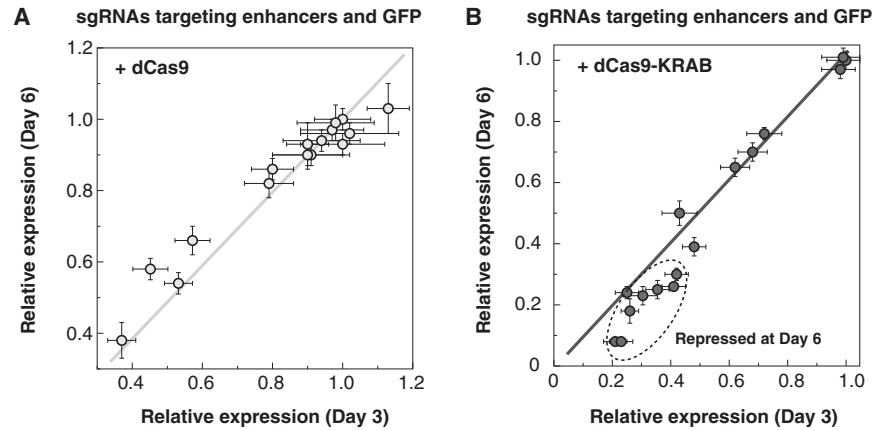 A
sgRNAs targeting enhancers and GFP
+ dCas9
Relative expression (Day 6)
1.2
1.0
0.8
0.6
0.4
0.4
0.6
0.8
1.0
1.2
Relative expression (Day 3)
B
sgRNAs targeting enhancers and GFP
+ dCas9-KRAB
Relative expression (Day 6)
1.0
0.8
0.6
0.4
0.2
0
Repressed at Day 6
0
0.2
0.4
0.6
0.8
1.0
Relative expression (Day 3)